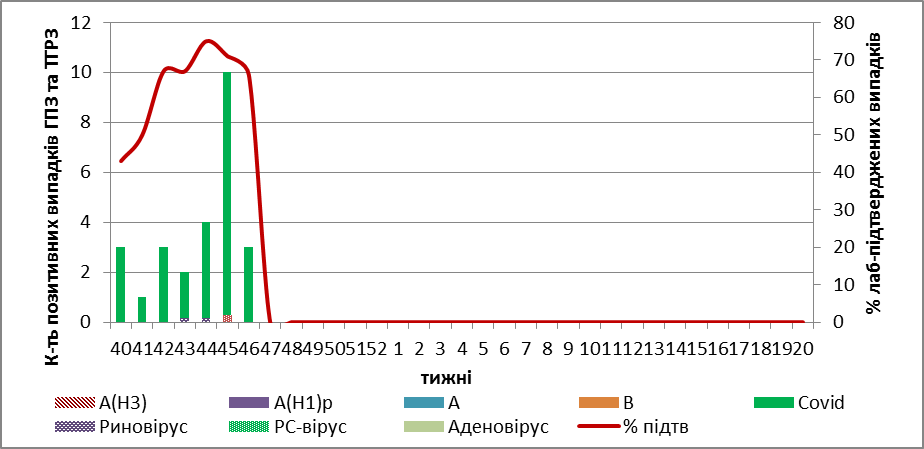 12
10
8
6
4
2
0
80
70
60
50
40
30
20
10
0
К-ть позитивних випадків ГПЗ та ТГРЗ
% лаб-підтверджених випадків
40 41 42 43 44 45 46 47 48 49 50 51 52 1 2 3 4 5 6 7 8 9 10 11 12 13 14 15 16 17 18 19 20
тижні
А(Н3) А(Н1)р А В Covid
Риновірус РС-вірус Аденовірус % підтв